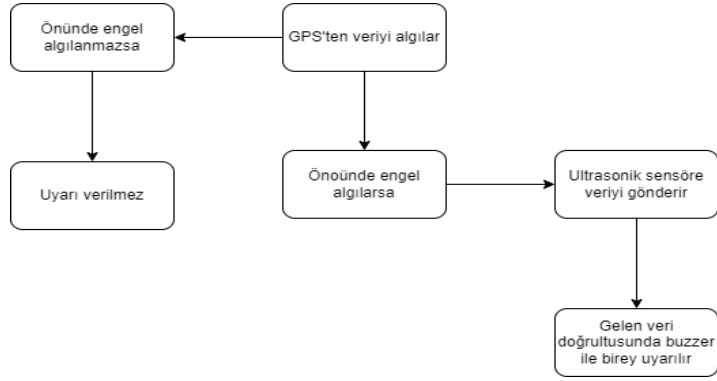 Önünde engel
algılanmazsa
GPS'ten veriyi algılar
Uyarı verilmez
Önoünde engel
algılarsa
Ultrasonik sensöre
veriyi gönderir
Gelen veri
doğrultusunda buzzer
ile birey uyarılır